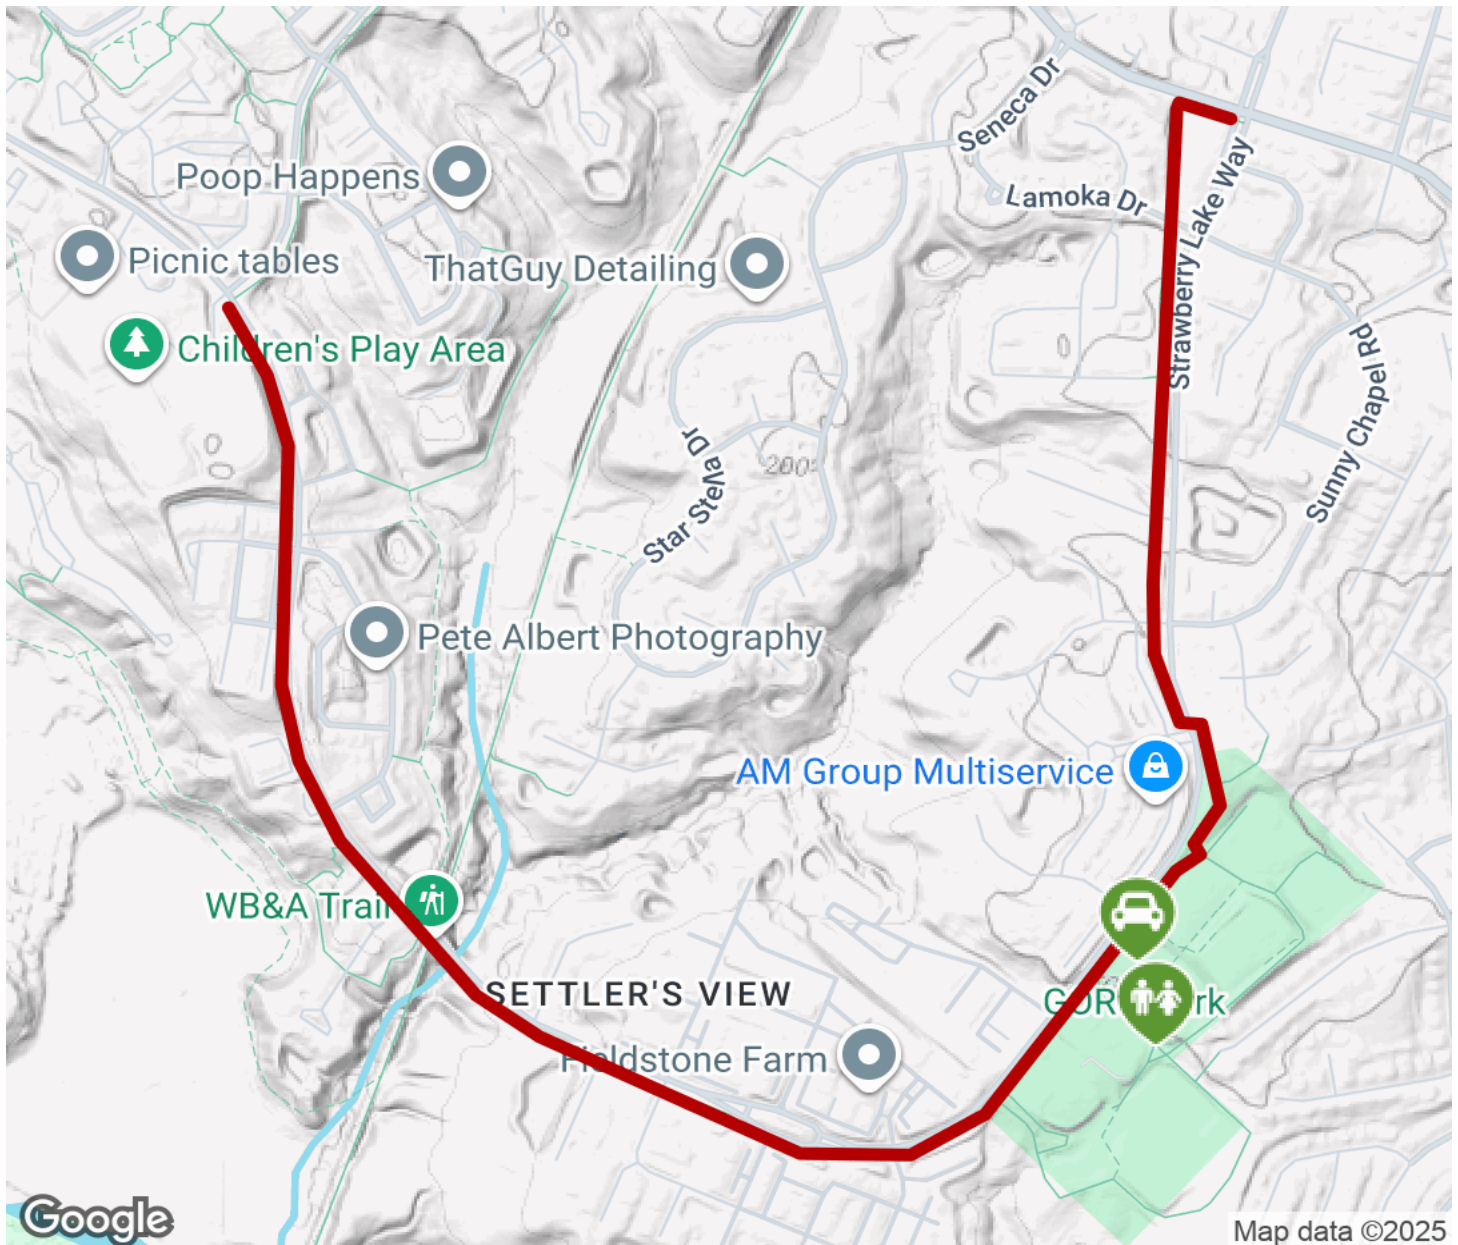 Seneca Dr
Poop Happens
Lamoka Dr
Strawberry Lake Way
Picnic tables
ThatGuy Detailing
Children's Play Area
Sunny Chapel Rd
Star Stella Dr
200
Pete Albert Photography
AM Group Multiservice
WB&A Trail
SETTLER'S VIEW
Fieldstone Farm
Google
Map data ©2025